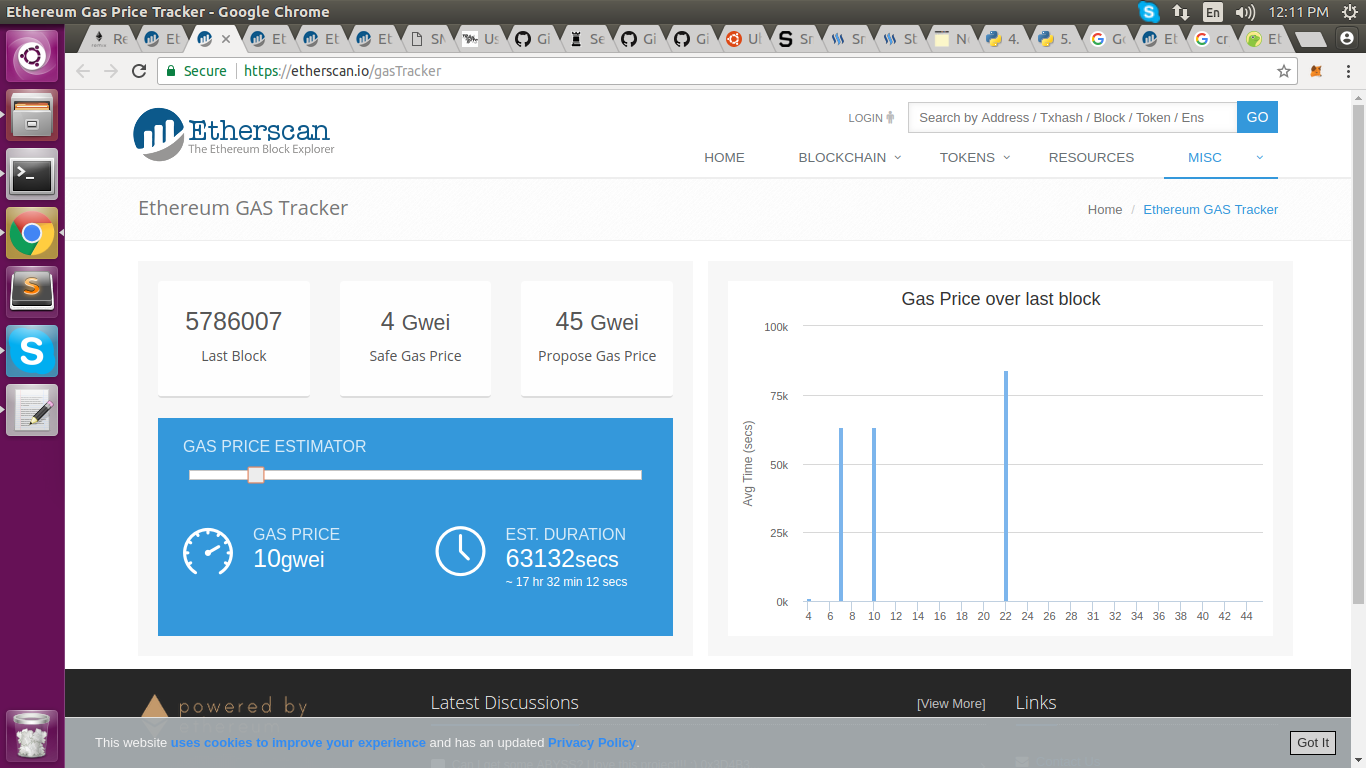 Ethereum Gas Price Tracker - Google Chrome
En
12:11 PM
Re
Et
Et
Et
Et
Et
SM
Us
Gi
Se
Gi
Gi
Ul
Sr
Sr
St
Ne
4.
5.
Go
Et
cr
Et
Secure
https://etherscan.io/gasTracker
Etherscan
The Ethereum Block Explorer
LOGIN
Search by Address / Txhash / Block / Token / Ens
GO
HOME
BLOCKCHAIN
TOKENS
RESOURCES
MISC
Ethereum GAS Tracker
Home / Ethereum GAS Tracker
5786007
Last Block
4 Gwei
Safe Gas Price
45 Gwei
Propose Gas Price
GAS PRICE ESTIMATOR
GAS PRICE
10gwei
EST. DURATION
63132secs
~ 17 hr 32 min 12 secs
Gas Price over last block
Avg Time (secs)
100k
75k
50k
25k
0k
4 6 8 10 12 14 16 18 20 22 24 26 28 31 32 34 36 38 40 42 44
powered by
Latest Discussions
[View More]
Links
This website uses cookies to improve your experience and has an updated Privacy Policy.
Got It